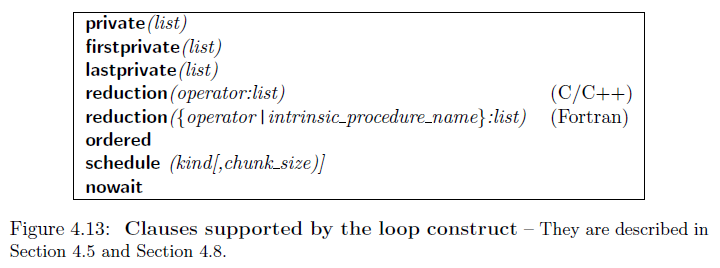 private(list)
firstprivate(list)
lastprivate(list)
reduction(operator:list) (C/C++)
reduction({operator|intrinsic_procedure_name}:list) (Fortran)
ordered
schedule (kind[,chunk_size)]
nowait
Figure 4.13: Clauses supported by the loop construct – They are described in
Section 4.5 and Section 4.8.